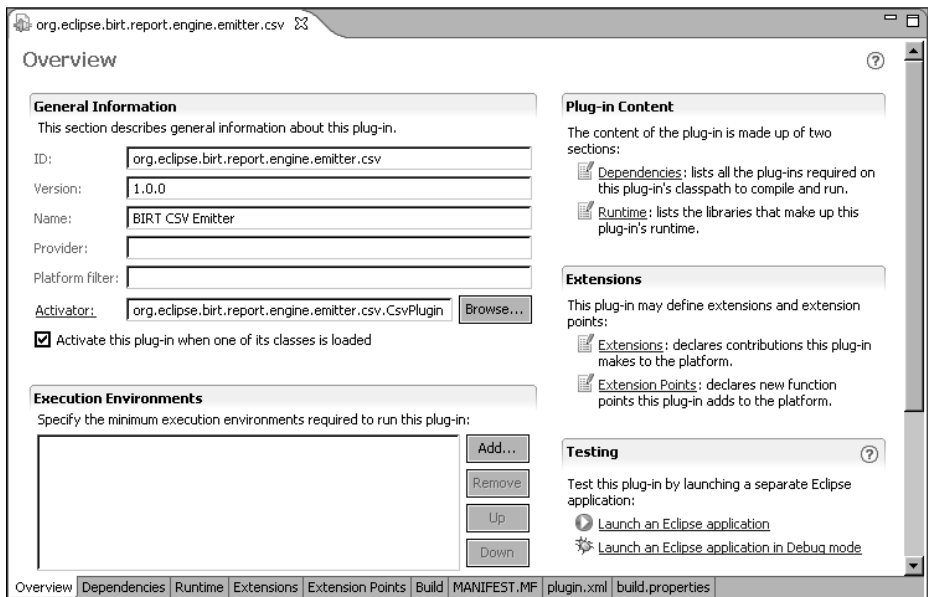 org.eclipse.birt.report.engine.emitter.csv
Overview
General Information
This section describes general information about this plug-in.
ID: org.eclipse.birt.report.engine.emitter.csv
Version: 1.0.0
Name: BIRT CSV Emitter
Provider:
Platform filter:
Activator: org.eclipse.birt.report.engine.emitter.csv.CsvPlugin Browse...
Activate this plug-in when one of its classes is loaded
Execution Environments
Specify the minimum execution environments required to run this plug-in:
Add...
Remove
Up
Down
Plug-in Content
The content of the plug-in is made up of two
sections:
Dependencies: lists all the plug-ins required on
this plug-in's classpath to compile and run.
Runtime: lists the libraries that make up this
plug-in's runtime.
Extensions
This plug-in may define extensions and extension
points:
Extensions: declares contributions this plug-in
makes to the platform.
Extension Points: declares new function
points this plug-in adds to the platform.
Testing
Test this plug-in by launching a separate Eclipse
application:
Launch an Eclipse application
Launch an Eclipse application in Debug mode
Overview Dependencies Runtime Extensions Extension Points Build MANIFEST.MF plugin.xml build.properties